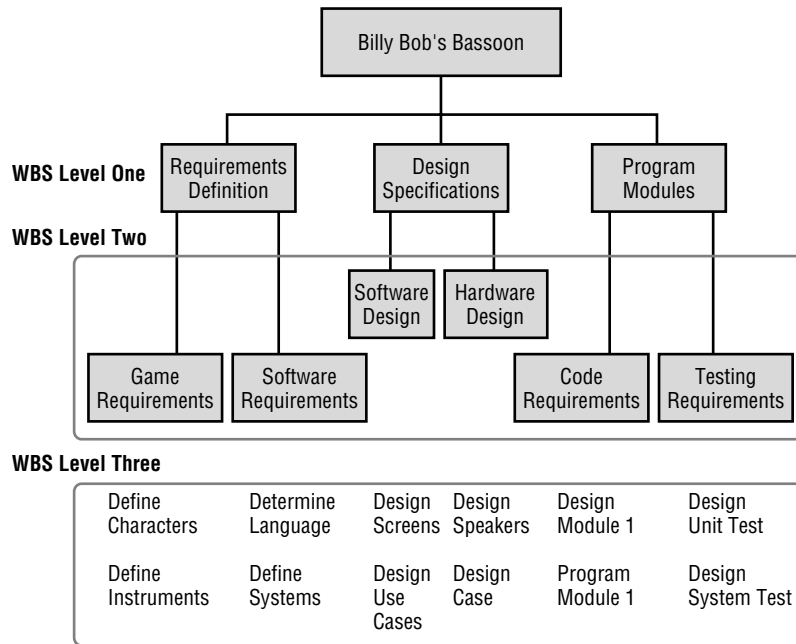 Billy Bob's Bassoon
WBS Level One
Requirements
Definition
Design
Specifications
Program
Modules
WBS Level Two
Software
Design
Hardware
Design
Game
Requirements
Software
Requirements
Code
Requirements
Testing
Requirements
WBS Level Three
Define
Characters
Determine
Language
Design
Screens
Design
Speakers
Design
Module 1
Design
Unit Test
Define
Instruments
Define
Systems
Design
Use
Cases
Design
Case
Program
Module 1
Design
System Test